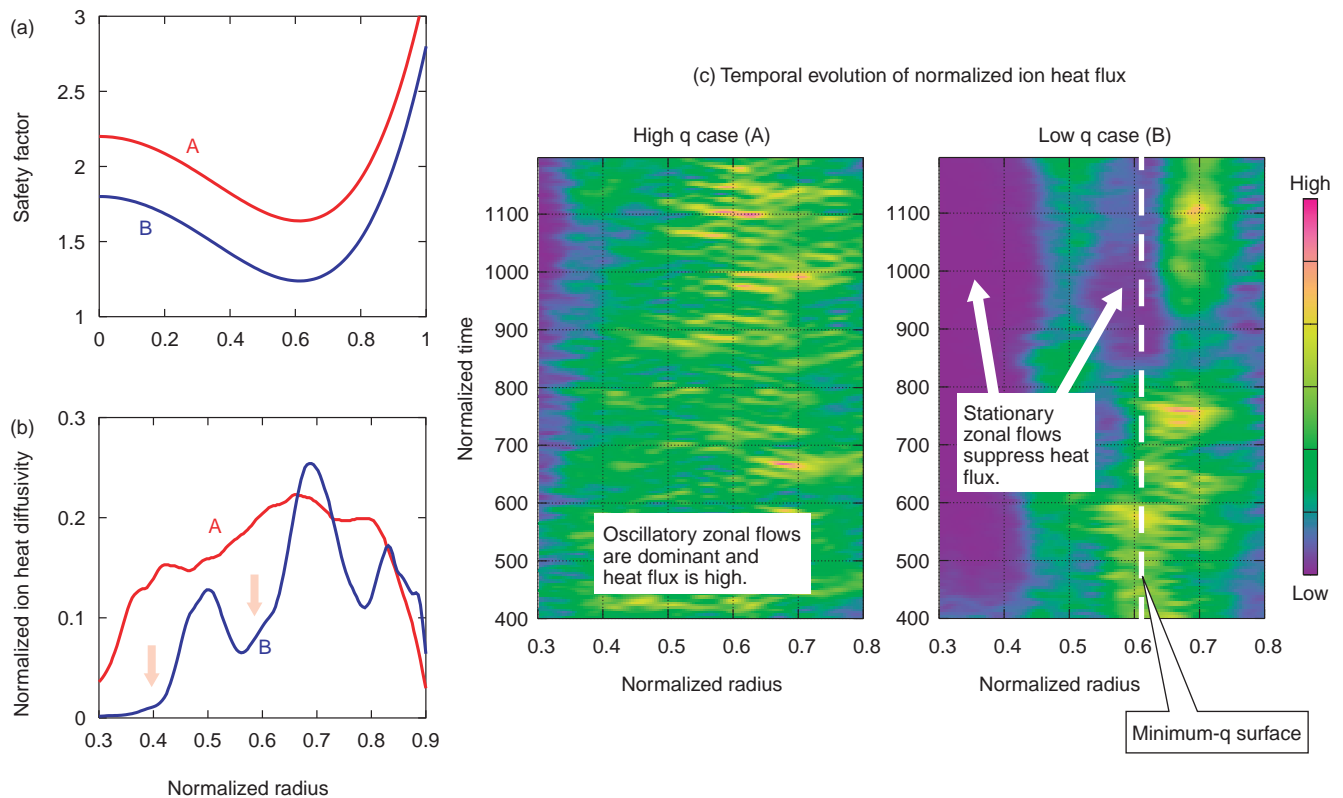 (a)
3
2.5
2
1.5
1
Safety factor
A
B
0
0.2
0.4
0.6
0.8
1
(b)
0.3
0.2
0.1
0
Normalized ion heat diffusivity
A
B
0.3
0.4
0.5
0.6
0.7
0.8
0.9
Normalized radius
(c) Temporal evolution of normalized ion heat flux
High q case (A)
1100
1000
900
800
700
600
500
400
Normalized time
Oscillatory zonal flows
are dominant and
heat flux is high.
0.3
0.4
0.5
0.6
0.7
0.8
Normalized radius
Low q case (B)
1100
1000
900
800
700
600
500
400
Stationary
zonal flows
suppress heat
flux.
0.3
0.4
0.5
0.6
0.7
0.8
Normalized radius
Minimum-q surface
High
Low